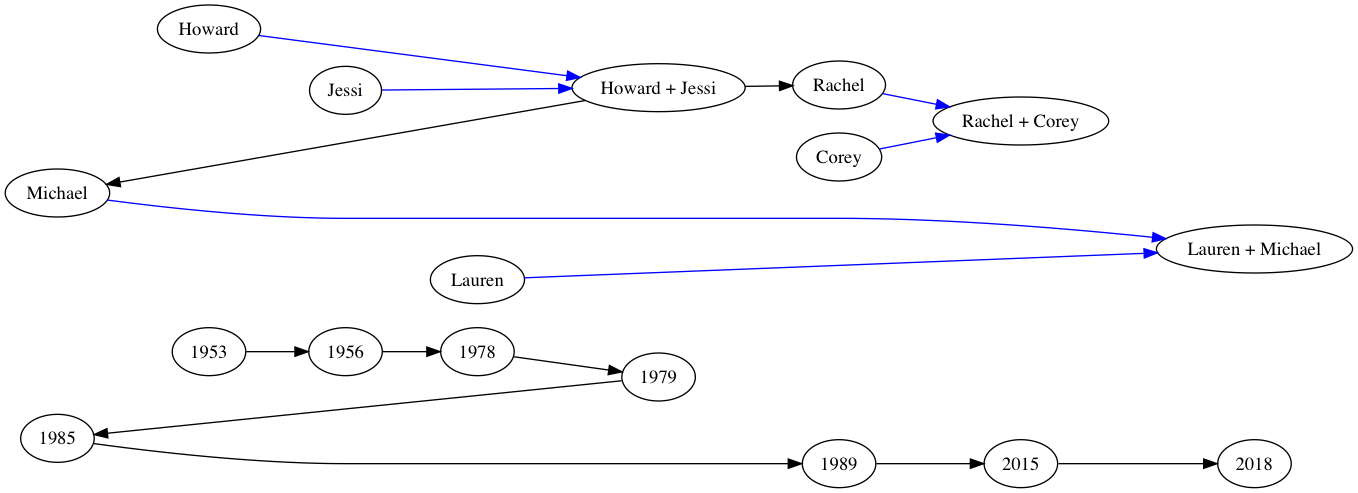 Howard
Jessi
Howard + Jessi
Rachel
Rachel + Corey
Corey
Michael
Lauren + Michael
Lauren
1953
1956
1978
1979
1985
1989
2015
2018